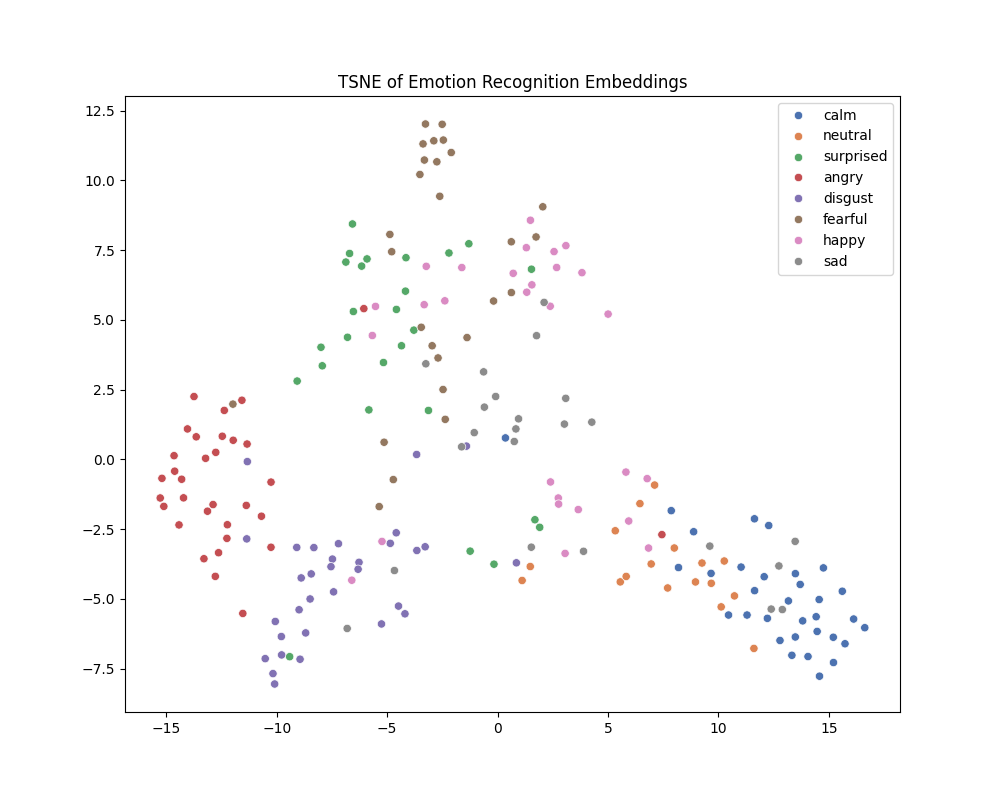 TSNE of Emotion Recognition Embeddings
calm
neutral
surprised
angry
disgust
fearful
happy
sad
12.5
10.0
7.5
5.0
2.5
0.0
−2.5
−5.0
−7.5
−15 −10 −5 0 5 10 15